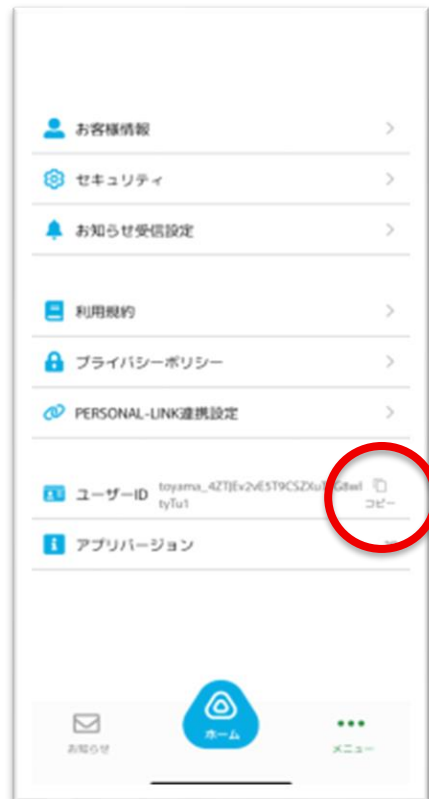 お客様情報
セキュリティ
お知らせ受信設定
利用規約
プライバシーポリシー
PERSONAL-LINK連携設定
ユーザーID
tyTu1
コピー
アプリバージョン
お知らせ
ホーム
メニュー